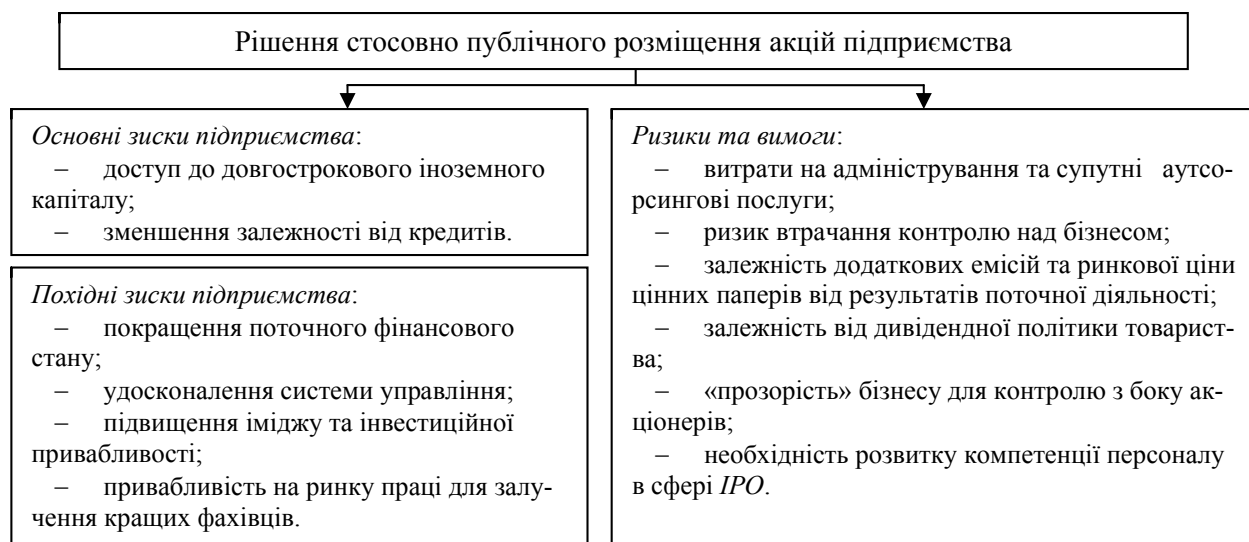 Рішення стосовно публічного розміщення акцій підприємства
Основні зиски підприємства:
– доступ до довгострокового іноземного
капіталу;
– зменшення залежності від кредитів.
Похідні зиски підприємства:
– покращення поточного фінансового
стану;
– удосконалення системи управління;
– підвищення іміджу та інвестиційної
привабливості;
– привабливість на ринку праці для залу-
чення кращих фахівців.
Ризики та вимоги:
– витрати на адміністрування та супутні аутсо-
рсингові послуги;
– ризик втрачання контролю над бізнесом;
– залежність додаткових емісій та ринкової ціни
цінних паперів від результатів поточної діяльності;
– залежність від дивідендної політики товарист-
ва;
– «прозорість» бізнесу для контролю з боку ак-
ціонерів;
– необхідність розвитку компетенції персоналу
в сфері IPO.